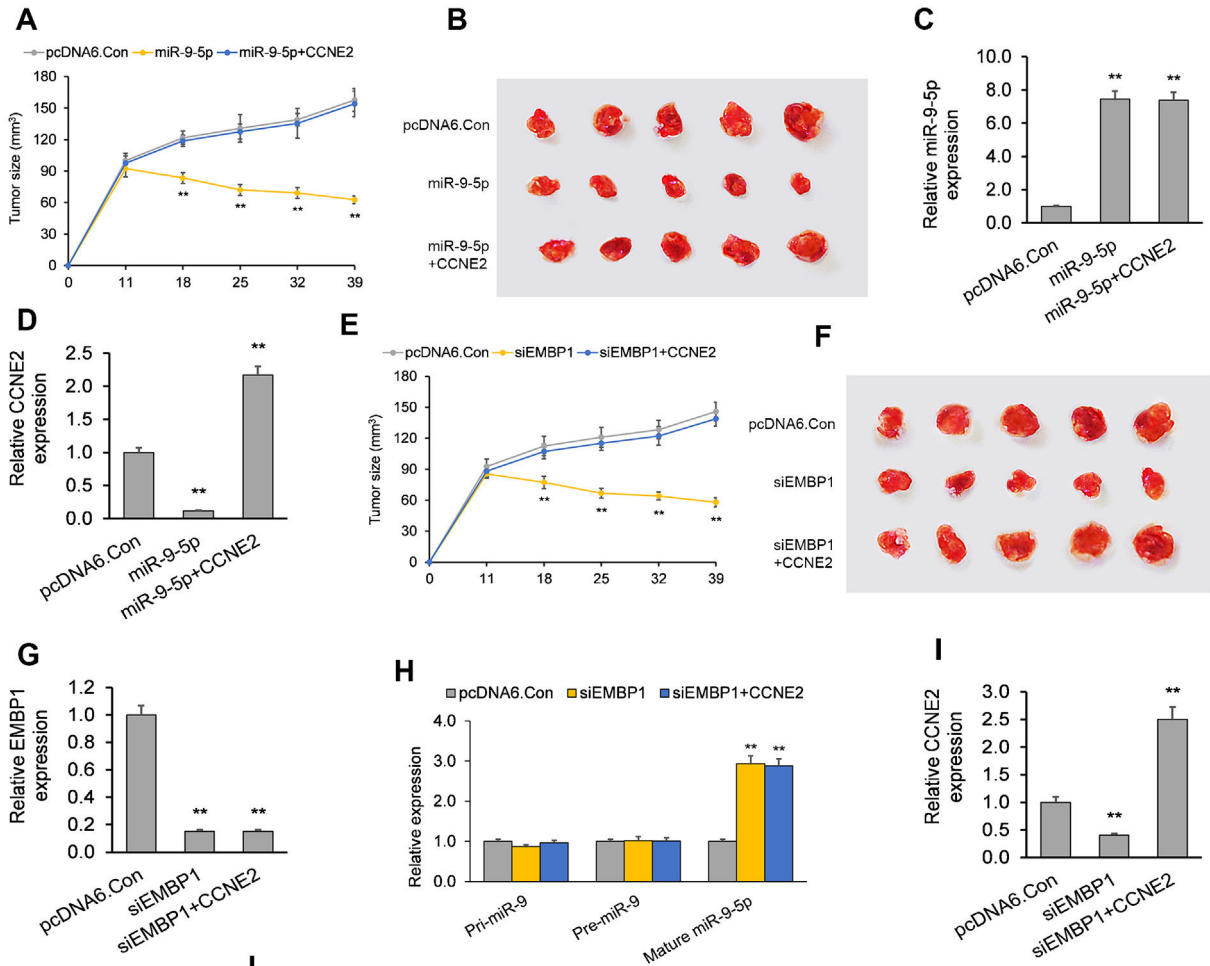 A
pcDNA6.Con miR-9-5p miR-9-5p+CCNE2
Tumor size (mm³)
180
150
120
90
60
30
0
** ** ** **
0 11 18 25 32 39
B
pcDNA6.Con
miR-9-5p
miR-9-5p
+CCNE2
C
Relative miR-9-5p
expression
10.0
8.0
6.0
4.0
2.0
0.0
** **
pcDNA6.Con
miR-9-5p
miR-9-5p+CCNE2
D
Relative CCNE2
expression
2.5
2.0
1.5
1.0
0.5
0.0
** **
pcDNA6.Con
miR-9-5p
miR-9-5p+CCNE2
E
pcDNA6.Con siEMBP1 siEMBP1+CCNE2
Tumor size (mm³)
180
150
120
90
60
30
0
** ** ** **
0 11 18 25 32 39
F
pcDNA6.Con
siEMBP1
siEMBP1
+CCNE2
G
Relative EMBP1
expression
1.2
1.0
0.8
0.6
0.4
0.2
0.0
** **
pcDNA6.Con
siEMBP1
siEMBP1+CCNE2
H
pcDNA6.Con siEMBP1 siEMBP1+CCNE2
Relative expression
4.0
3.0
2.0
1.0
0.0
** **
Pri-miR-9
Pre-miR-9
Mature miR-9-5p
I
Relative CCNE2
expression
3.0
2.5
2.0
1.5
1.0
0.5
0.0
** **
pcDNA6.Con
siEMBP1
siEMBP1+CCNE2